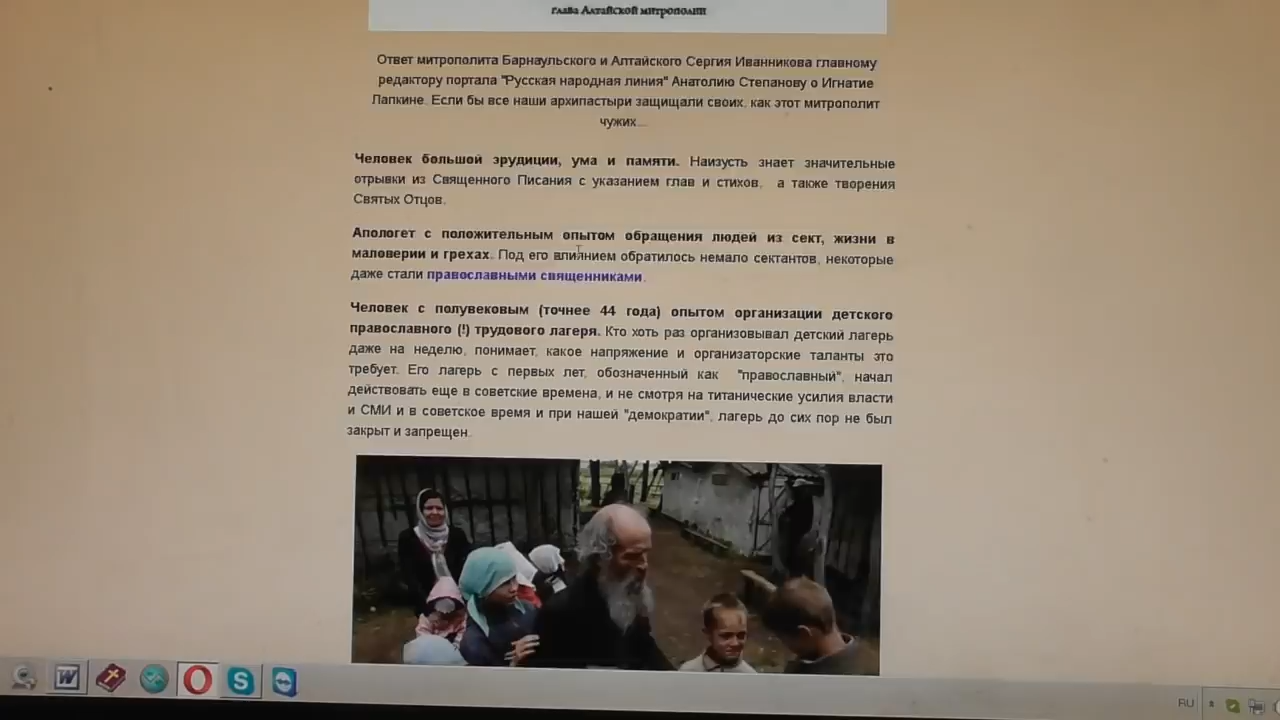 глава Алтайской митрополии
Ответ митрополита Барнаульского и Алтайского Сергия Иванникова главному
редактору портала "Русская народная линия" Анатолию Степанову о Игнатие
Лапкине. Если бы все наши архипастыри защищали своих, как этот митрополит
чужих...
Человек большой эрудиции, ума и памяти. Наизусть знает значительные
отрывки из Священного Писания с указанием глав и стихов, а также творения
Святых Отцов.
Апологет с положительным опытом обращения людей из сект, жизни в
маловерии и грехах. Под его влиянием обратилось немало сектантов, некоторые
даже стали православными священниками.
Человек с полувековым (точнее 44 года) опытом организации детского
православного (!) трудового лагеря. Кто хоть раз организовывал детский лагерь
даже на неделю, понимает, какое напряжение и организаторские таланты это
требует. Его лагерь с первых лет, обозначенный как "православный", начал
действовать еще в советские времена, и не смотря на титанические усилия власти
и СМИ и в советское время и при нашей "демократии", лагерь до сих пор не был
закрыт и запрещен.
RU